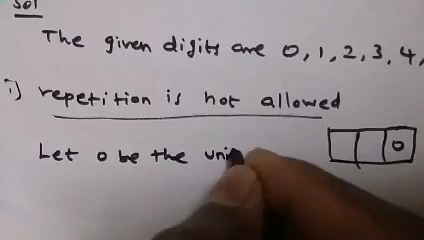 Sol
The given digits are 0, 1, 2, 3, 4,
i) repetition is not allowed
Let 0 be the uni
0